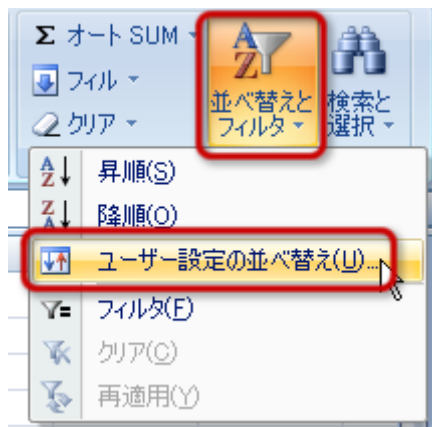 Σ オート SUM
フィル
クリア
並べ替えと
フィルタ
検索と
選択
昇順(S)
降順(O)
ユーザー設定の並べ替え(U)...
フィルタ(F)
クリア(C)
再適用(Y)